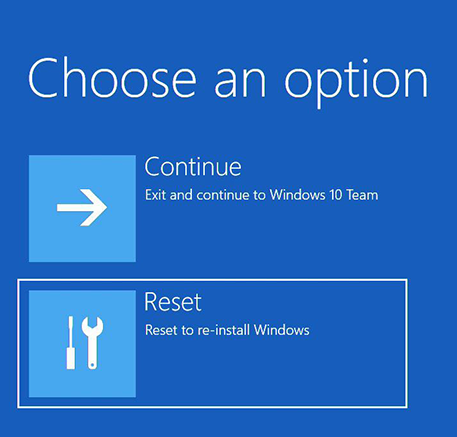 Choose an option
Continue
Exit and continue to Windows 10 Team
Reset
Reset to re-install Windows